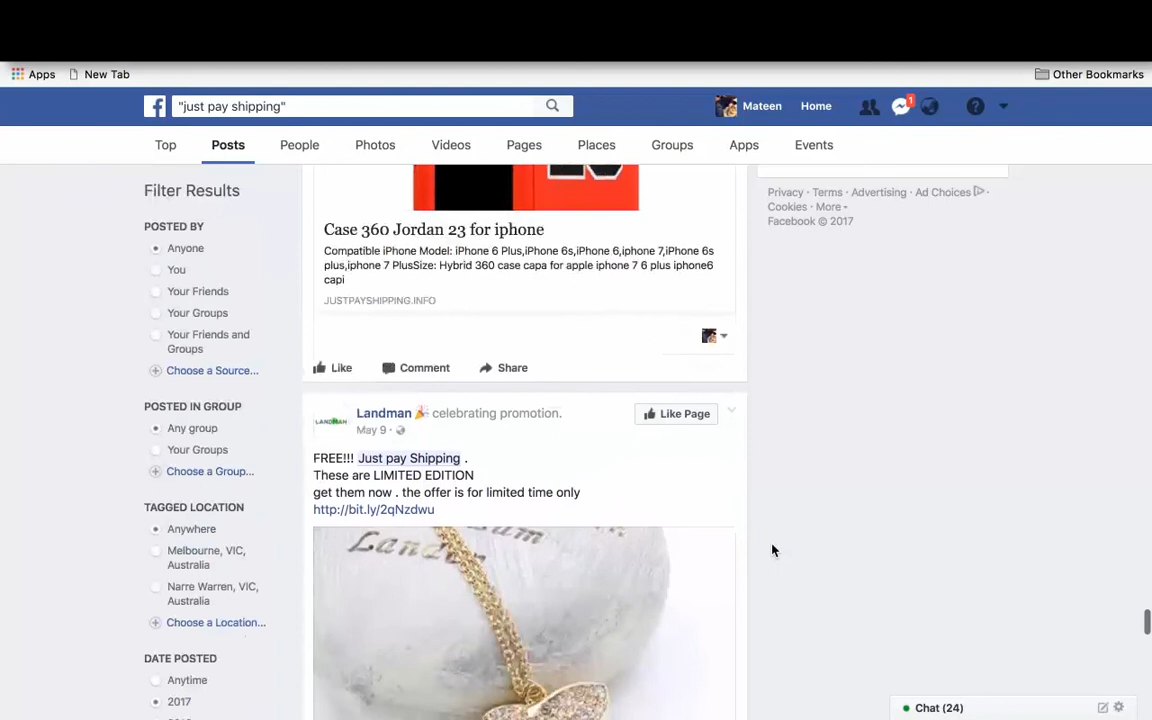 Apps
New Tab
Other Bookmarks
"just pay shipping"
Mateen
Home
1
Top
Posts
People
Photos
Videos
Pages
Places
Groups
Apps
Events
Filter Results
POSTED BY
Anyone
You
Your Friends
Your Groups
Your Friends and
Groups
Choose a Source...
POSTED IN GROUP
Any group
Your Groups
Choose a Group...
TAGGED LOCATION
Anywhere
Melbourne, VIC,
Australia
Narre Warren, VIC,
Australia
Choose a Location...
DATE POSTED
Anytime
2017
Case 360 Jordan 23 for iphone
Compatible iPhone Model: iPhone 6 Plus,iPhone 6s,iPhone 6,iphone 7,iPhone 6s
plus,iphone 7 PlusSize: Hybrid 360 case capa for apple iphone 7 6 plus iphone6
capi
JUSTPAYSHIPPING.INFO
Like
Comment
Share
LANDMAN
Landman celebrating promotion.
May 9 ·
Like Page
FREE!!! Just pay Shipping .
These are LIMITED EDITION
get them now . the offer is for limited time only
http://bit.ly/2qNzdwu
Privacy · Terms · Advertising · Ad Choices ·
Cookies · More
Facebook © 2017
Chat (24)